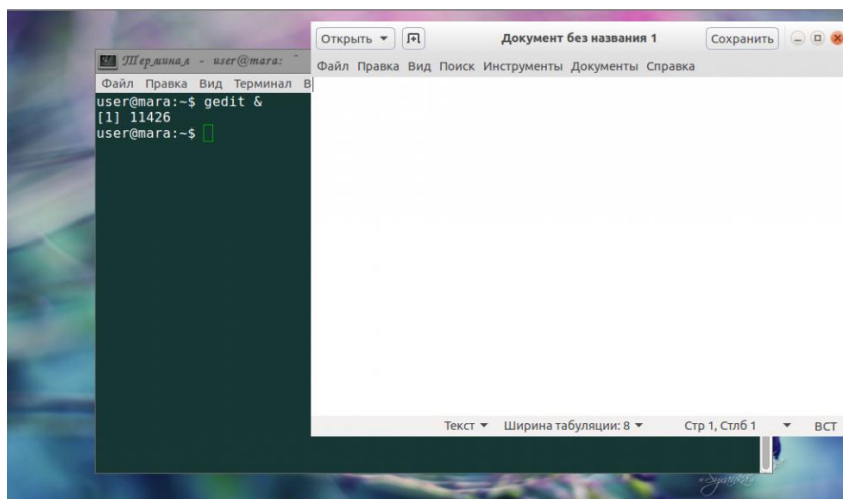 Терминал - user@mara: ~
Файл Правка Вид Терминал В
user@mara:~$ gedit &
[1] 11426
user@mara:~$
Открыть Документ без названия 1 Сохранить
Файл Правка Вид Поиск Инструменты Документы Справка
Текст Ширина табуляции: 8 Стр 1, Стлб 1 ВСТ